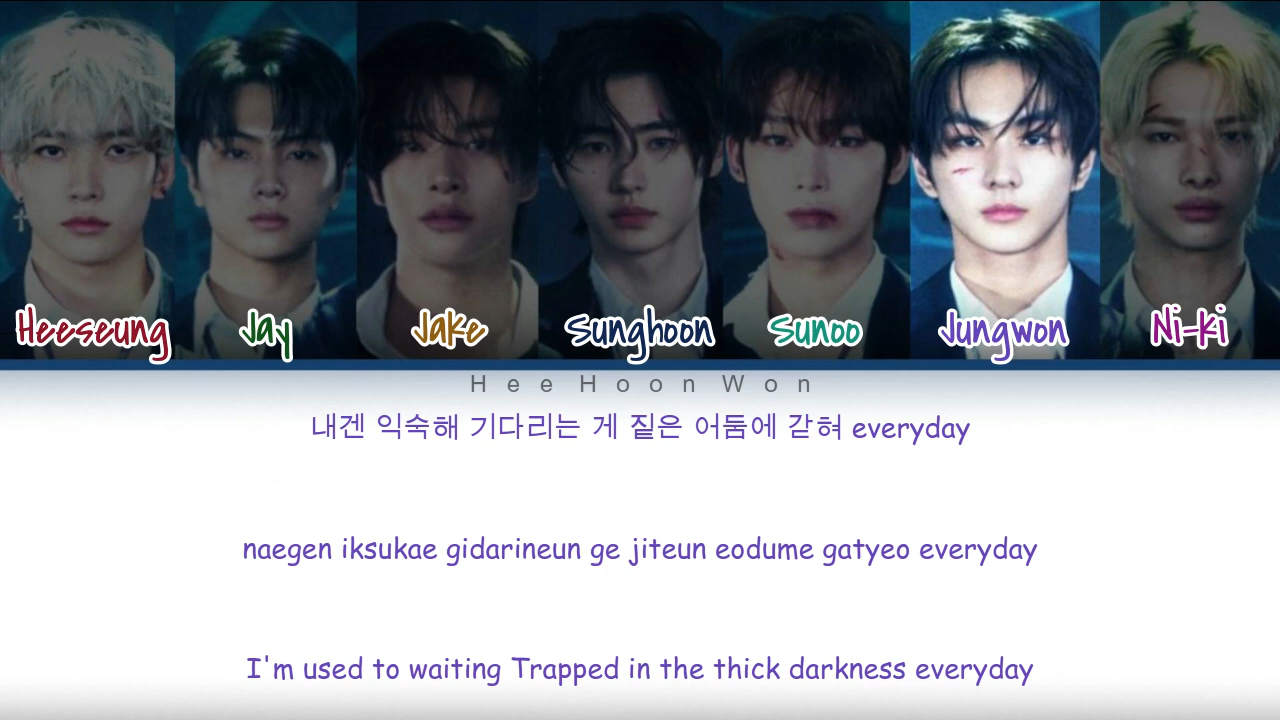 Heeseung Jay Jake Sunghoon Sunoo Jungwon Ni-ki
HeeHoonWon
내겐 익숙해 기다리는 게 짙은 어둠에 갇혀 everyday
naegen iksukae gidarineun ge jiteun eodume gatyeo everyday
I'm used to waiting Trapped in the thick darkness everyday